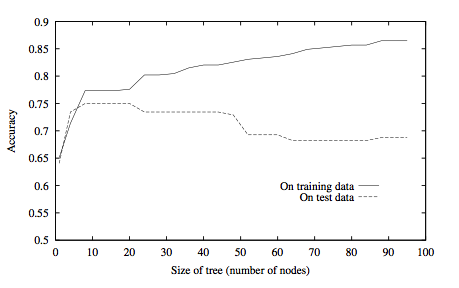 0.9
0.85
0.8
0.75
0.7
0.65
0.6
0.55
0.5
Accuracy
On training data
On test data
0 10 20 30 40 50 60 70 80 90 100
Size of tree (number of nodes)